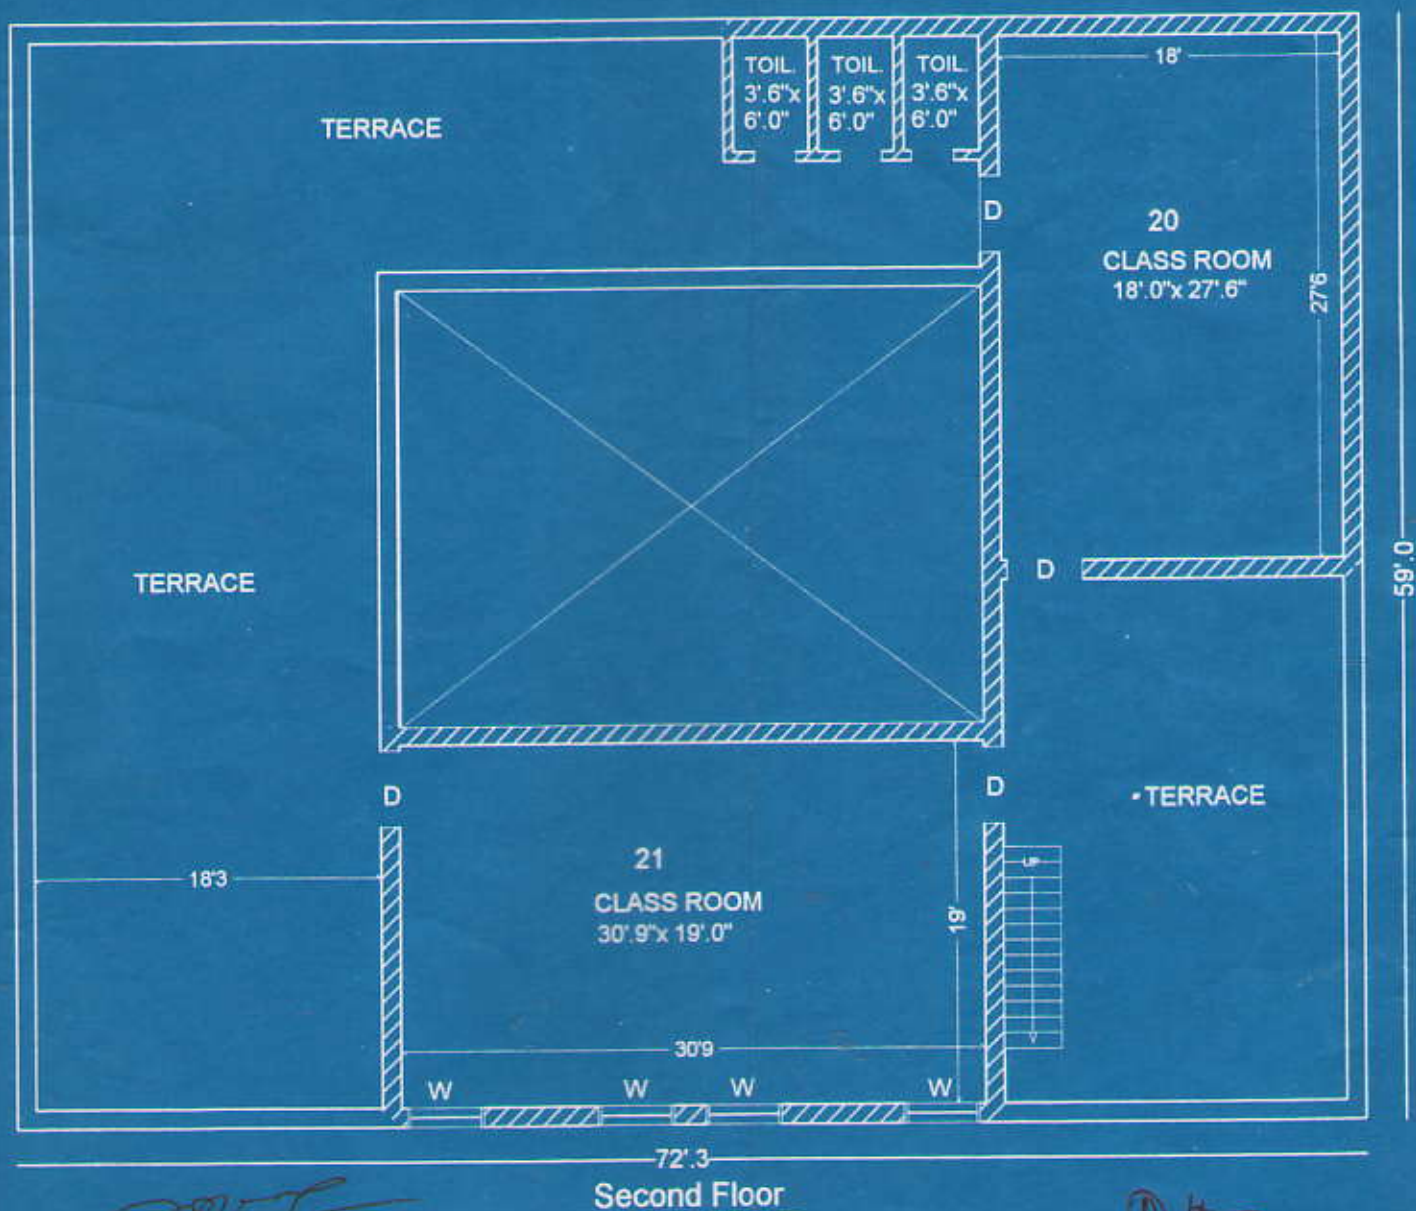 TOIL.
3'.6"x
6'.0"
TOIL.
3'.6"x
6'.0"
TOIL.
3'.6"x
6'.0"
18'
TERRACE
D
20
CLASS ROOM
18'.0"x 27'.6"
27'6
D
59'.0
TERRACE
D
D
TERRACE
21
CLASS ROOM
30'.9"x 19'.0"
UP
18'3
19'
30'9
W
W
W
W
72'.3
Second Floor